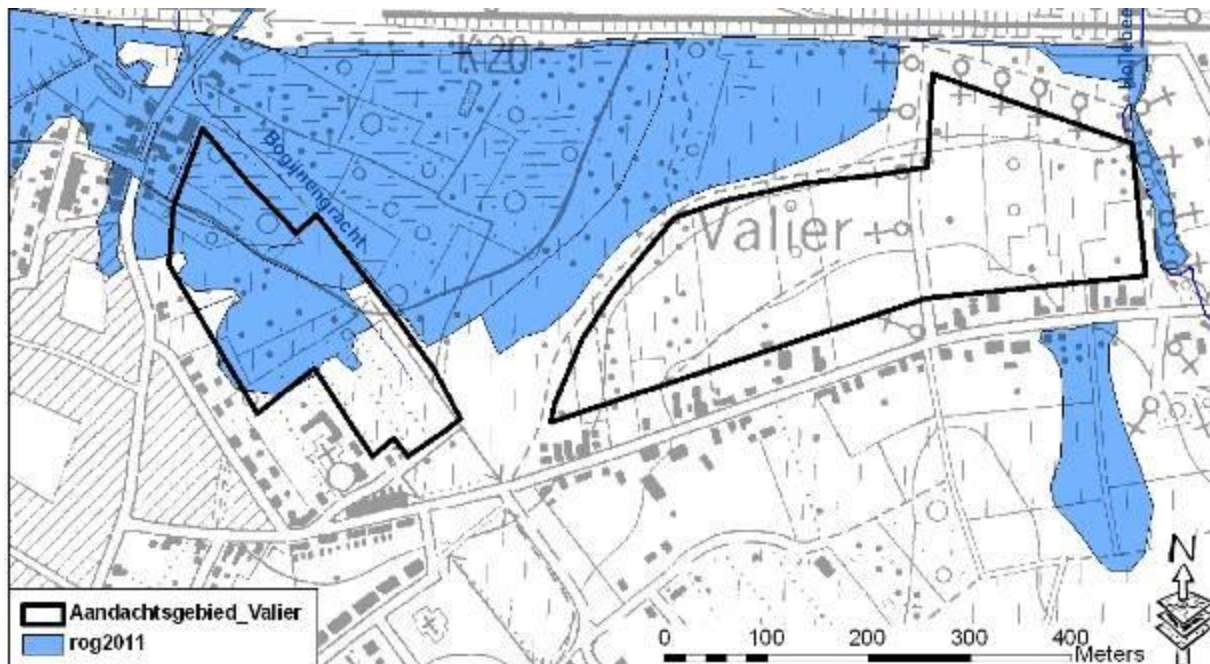 K20
Bogijnengracht
Valier
N
Aandachtsgebied_Valier
rog2011
0 100 200 300 400
Meters